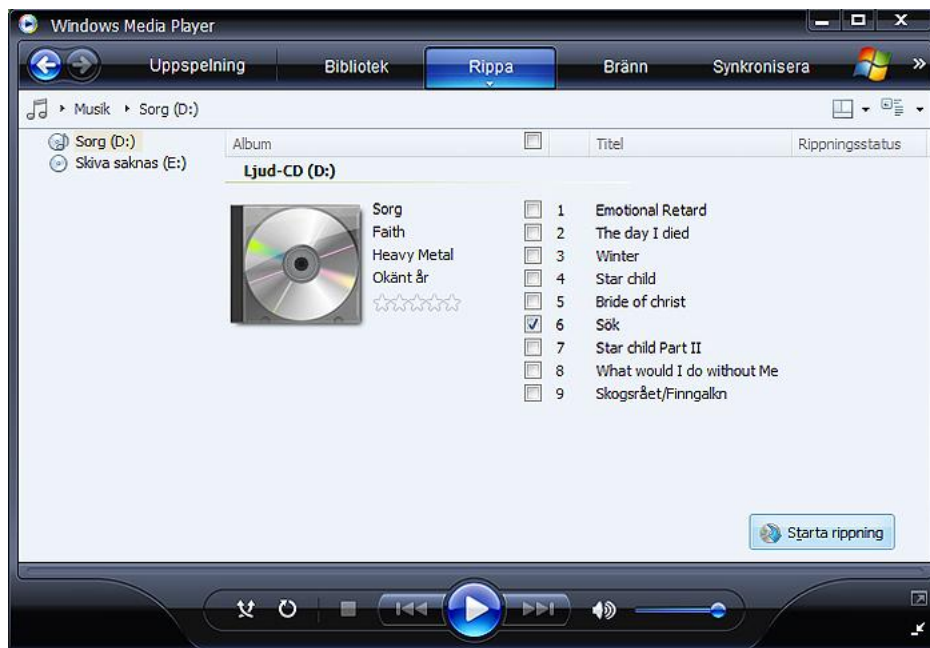 Windows Media Player
Uppspelning Bibliotek Rippa Bränn Synkronisera »
Musik Sorg (D:)
Sorg (D:)
Skiva saknas (E:)
Album Titel Rippningsstatus
Ljud-CD (D:)
Sorg
Faith
Heavy Metal
Okänt år
1 Emotional Retard
2 The day I died
3 Winter
4 Star child
5 Bride of christ
6 Sök
7 Star child Part II
8 What would I do without Me
9 Skogsrået/Finngalkn
Starta rippning